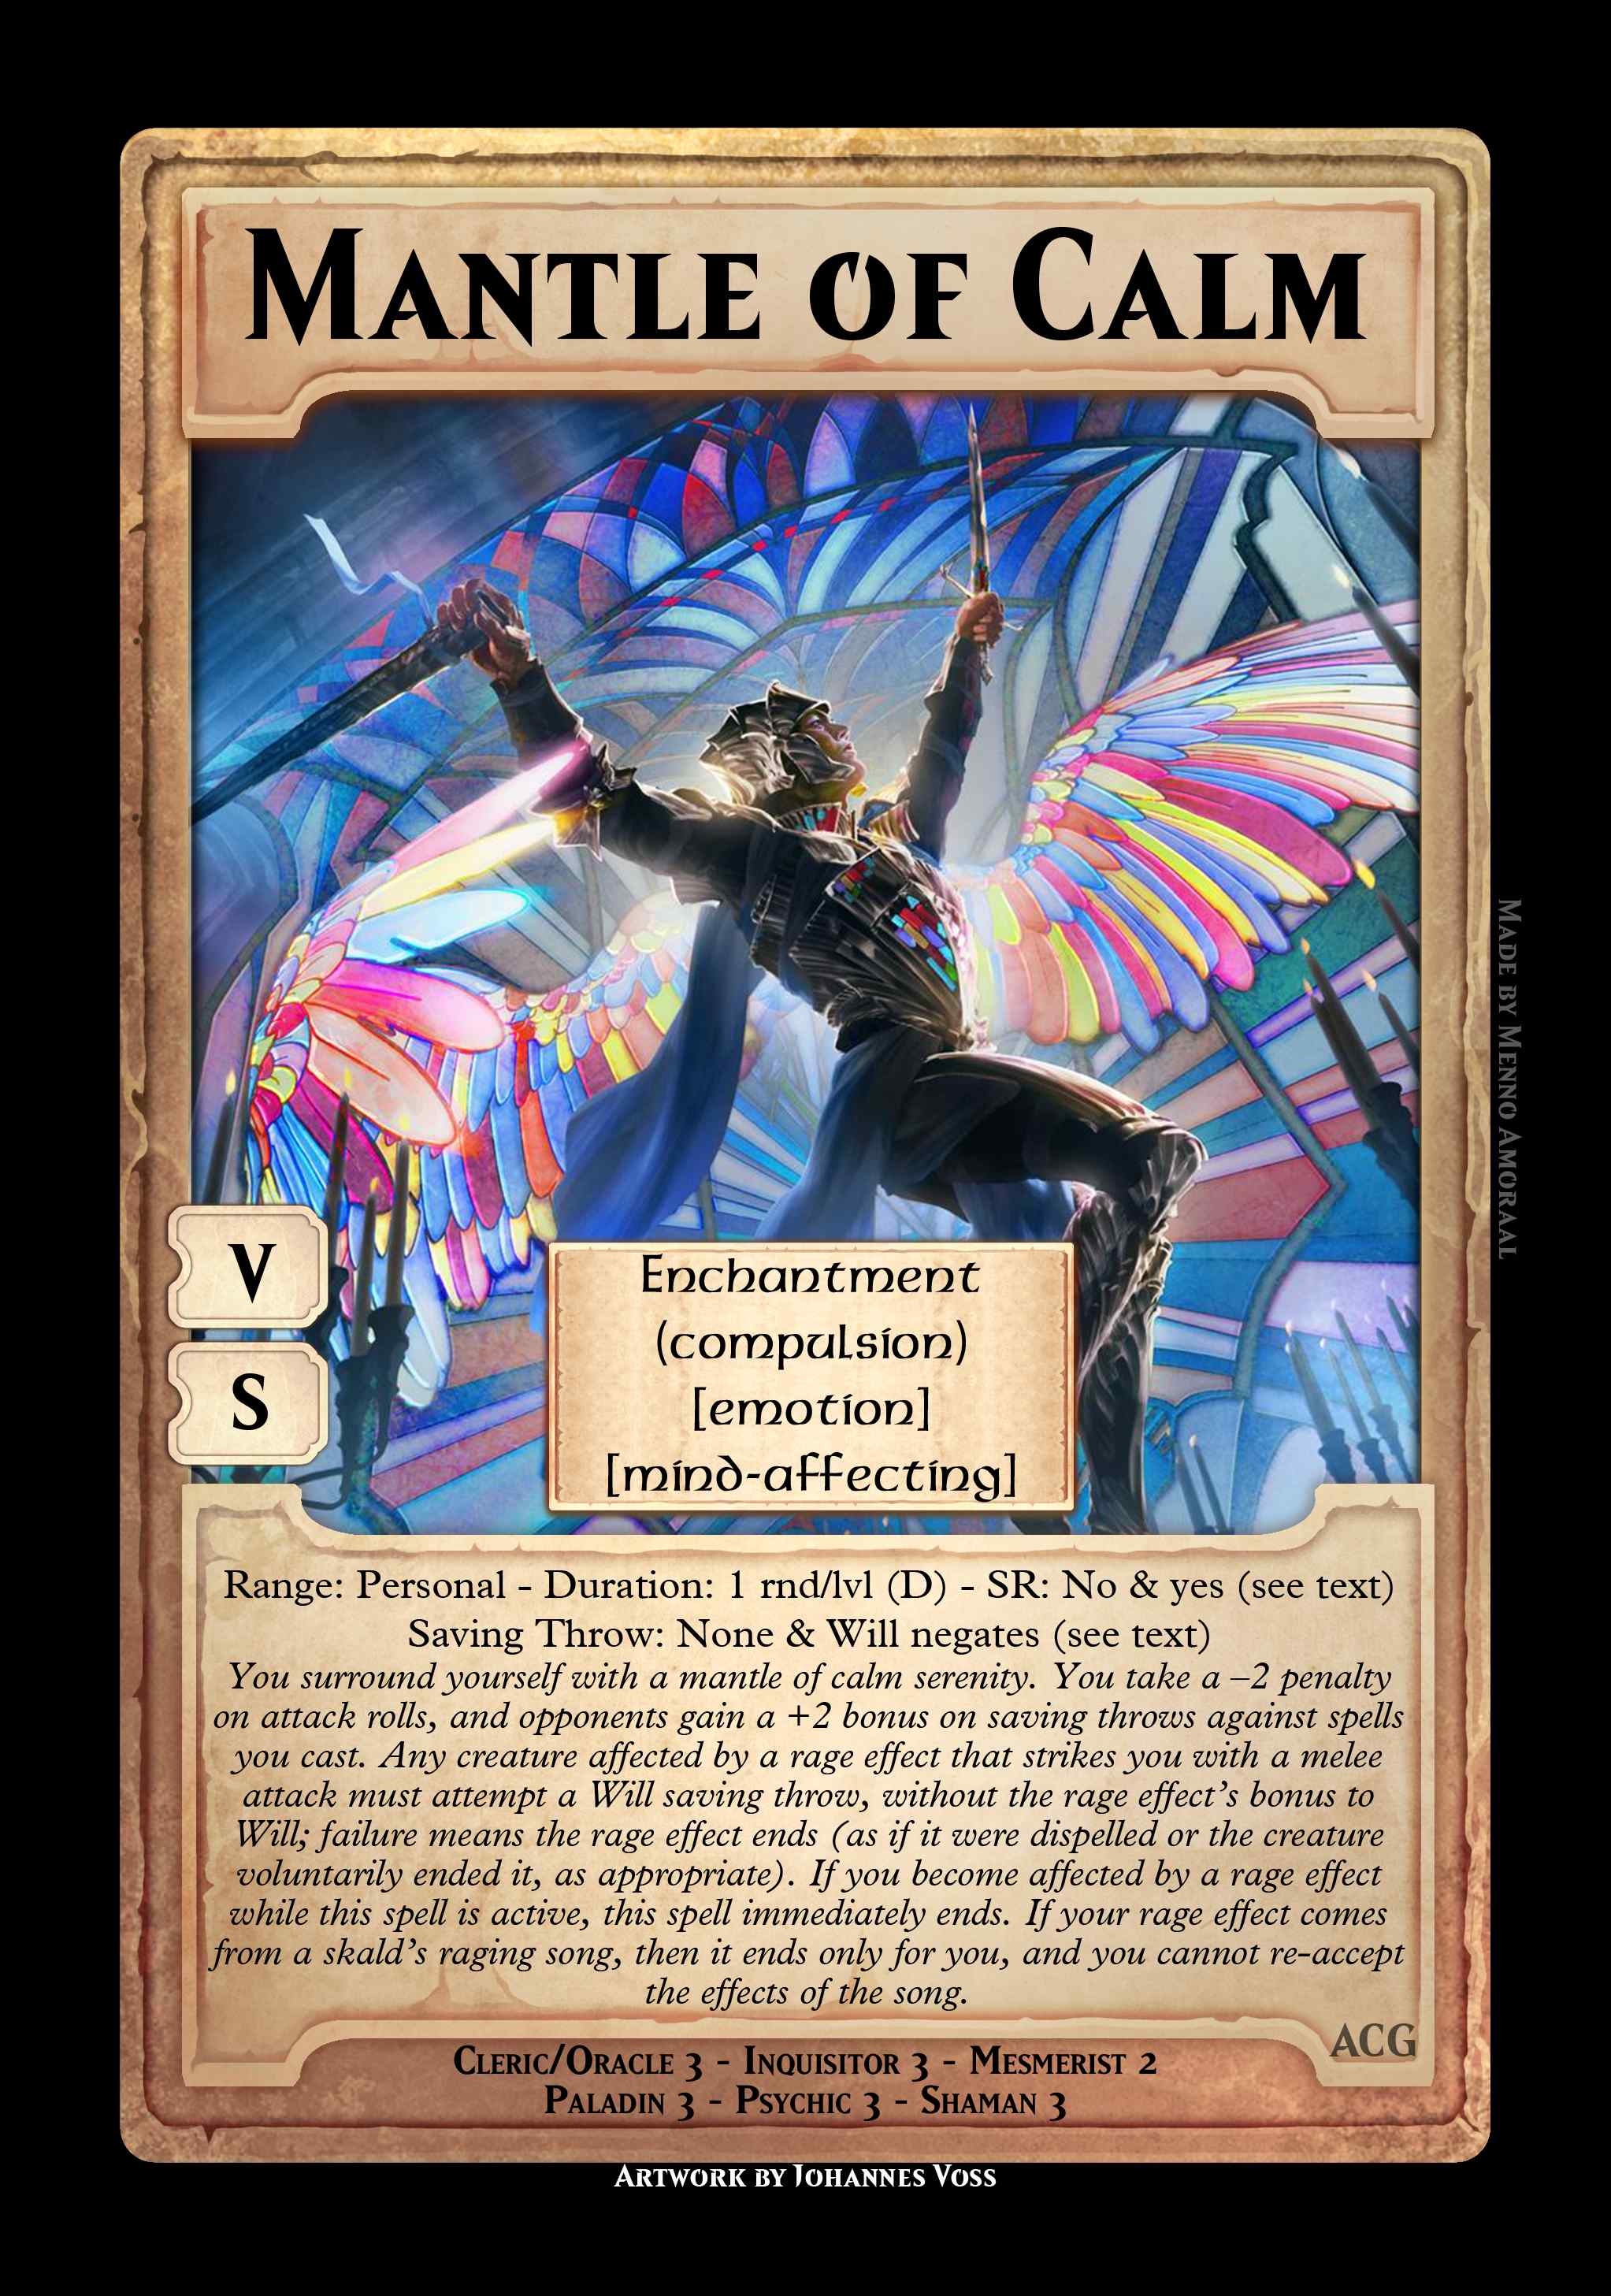 Mantle of Calm
V
S
Enchantment
(compulsion)
[emotion]
[mind-affecting]
Range: Personal - Duration: 1 rnd/lvl (D) - SR: No & yes (see text)
Saving Throw: None & Will negates (see text)
You surround yourself with a mantle of calm serenity. You take a –2 penalty
on attack rolls, and opponents gain a +2 bonus on saving throws against spells
you cast. Any creature affected by a rage effect that strikes you with a melee
attack must attempt a Will saving throw, without the rage effect’s bonus to
Will; failure means the rage effect ends (as if it were dispelled or the creature
voluntarily ended it, as appropriate). If you become affected by a rage effect
while this spell is active, this spell immediately ends. If your rage effect comes
from a skald’s raging song, then it ends only for you, and you cannot re-accept
the effects of the song.
ACG
Cleric/Oracle 3 - Inquisitor 3 - Mesmerist 2
Paladin 3 - Psychic 3 - Shaman 3
Artwork by Johannes Voss
Made by Menno Amoraal